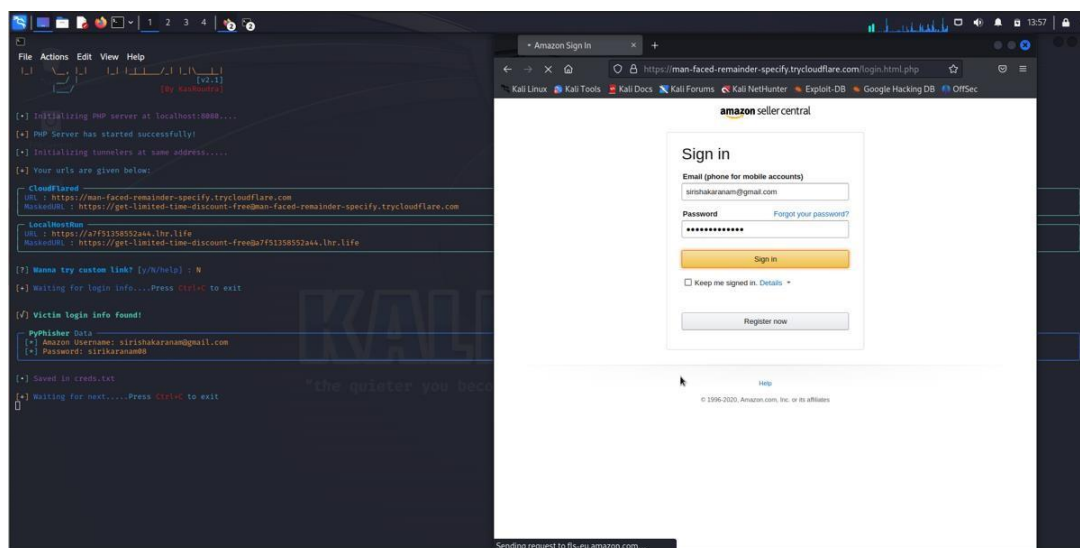 1 2 3 4
13:57
File Actions Edit View Help
[v2.1]
[By KasRoudra]
[+] Initializing PHP server at localhost:8080....
[+] PHP Server has started successfully!
[+] Initializing tunnelers at same address.....
[+] Your urls are given below:
CloudFlared
URL : https://man-faced-remainder-specify.trycloudflare.com
MaskedURL : https://get-limited-time-discount-free@man-faced-remainder-specify.trycloudflare.com
LocalHostRun
URL : https://a7f51358552a44.lhr.life
MaskedURL : https://get-limited-time-discount-free@a7f51358552a44.lhr.life
[?] Wanna try custom link? [y/N/help] : N
[+] Waiting for login info....Press Ctrl+C to exit
[√] Victim login info found!
PyPhisher Data
[*] Amazon Username: sirishakaranam@gmail.com
[*] Password: sirikaranam08
[+] Saved in creds.txt
[+] Waiting for next.....Press Ctrl+C to exit
KALI
"the quieter you beco
Amazon Sign In
https://man-faced-remainder-specify.trycloudflare.com/login.html.php
Kali Linux Kali Tools Kali Docs Kali Forums Kali NetHunter Exploit-DB Google Hacking DB OffSec
amazon seller central
Sign in
Email (phone for mobile accounts)
sirishakaranam@gmail.com
Password Forgot your password?
•••••••••••••
Sign in
Keep me signed in. Details
Register now
Help
© 1996-2020, Amazon.com, Inc. or its affiliates
Sending request to fls-eu.amazon.com...